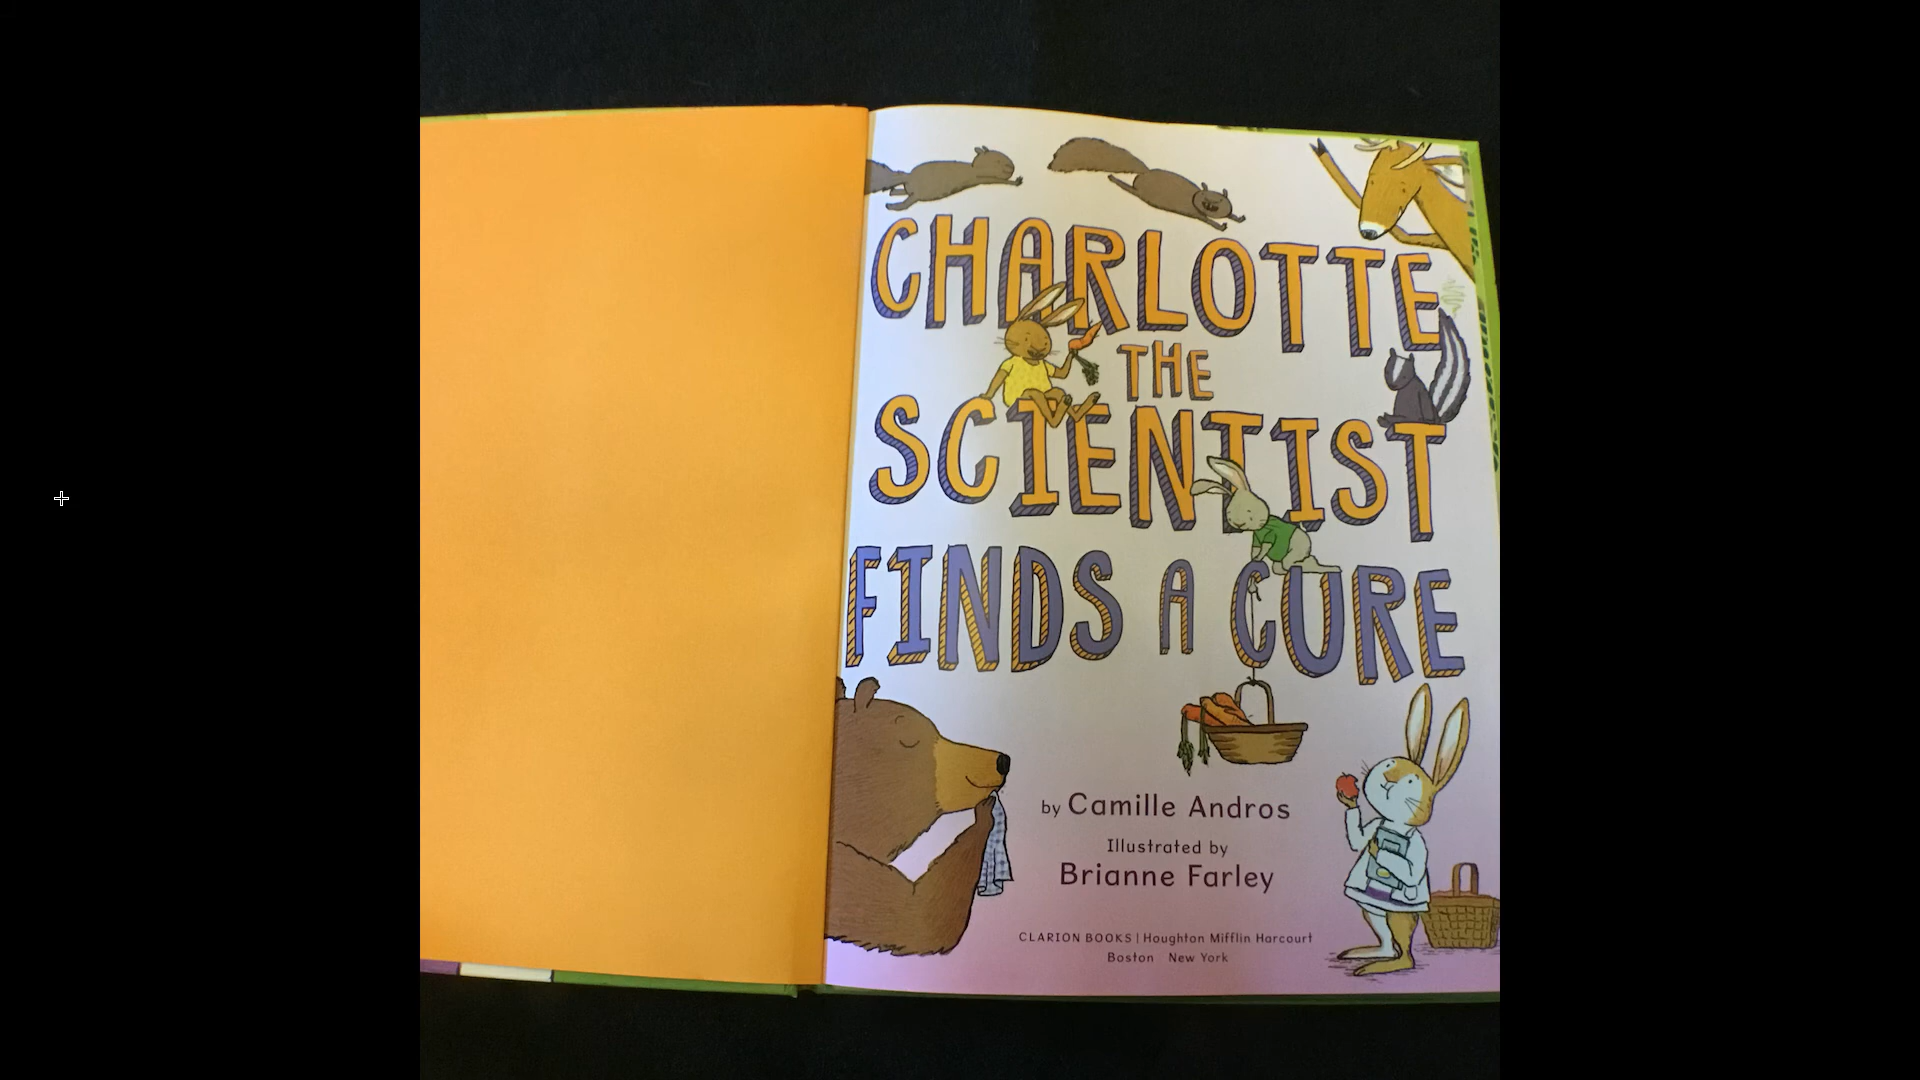 CHARLOTTE
THE
SCIENTIST
FINDS A CURE
by Camille Andros
Illustrated by
Brianne Farley
CLARION BOOKS | Houghton Mifflin Harcourt
Boston New York